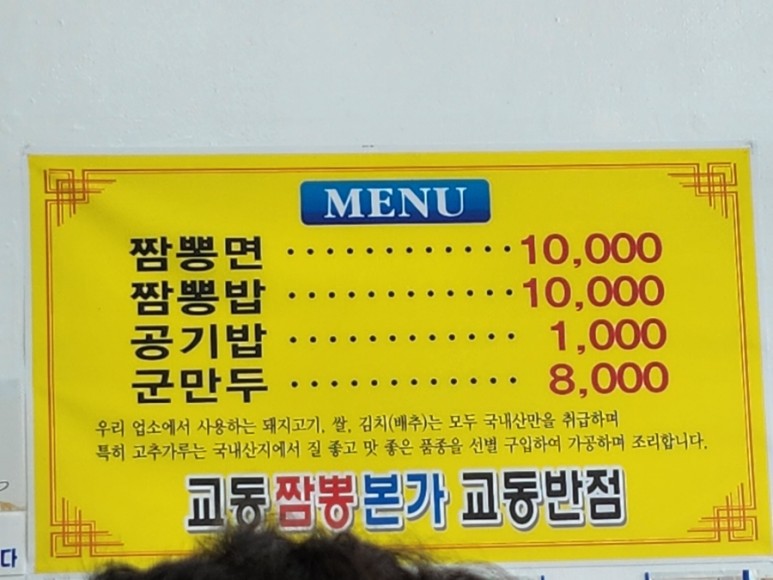 MENU
짬뽕면 ············ 10,000
짬뽕밥 ············ 10,000
공기밥 ············ 1,000
군만두 ············ 8,000
우리 업소에서 사용하는 돼지고기, 쌀, 김치(배추)는 모두 국내산만을 취급하며
특히 고추가루는 국내산지에서 질 좋고 맛 좋은 품종을 선별 구입하여 가공하며 조리합니다.
교동짬뽕본가 교동반점
다